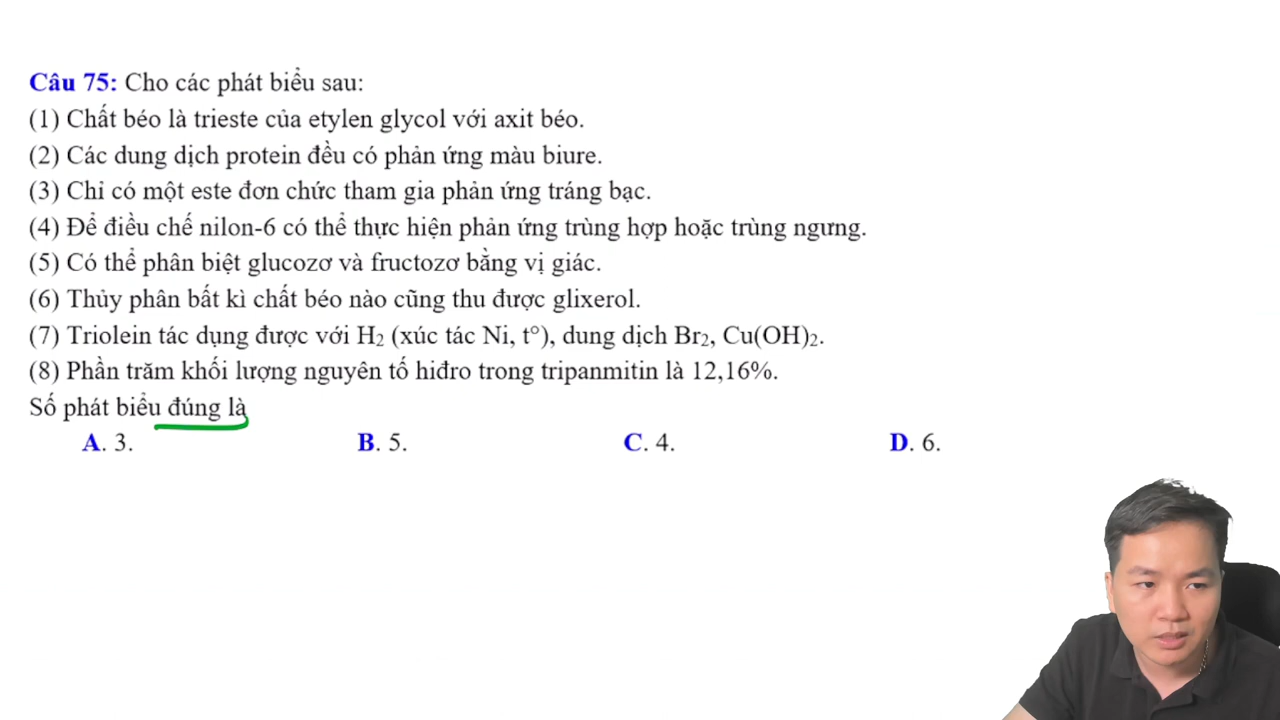 Câu 75: Cho các phát biểu sau:
(1) Chất béo là trieste của etylen glycol với axit béo.
(2) Các dung dịch protein đều có phản ứng màu biure.
(3) Chỉ có một este đơn chức tham gia phản ứng tráng bạc.
(4) Để điều chế nilon-6 có thể thực hiện phản ứng trùng hợp hoặc trùng ngưng.
(5) Có thể phân biệt glucozơ và fructozơ bằng vị giác.
(6) Thủy phân bất kì chất béo nào cũng thu được glixerol.
(7) Triolein tác dụng được với H₂ (xúc tác Ni, t°), dung dịch Br₂, Cu(OH)₂.
(8) Phần trăm khối lượng nguyên tố hiđro trong tripanmitin là 12,16%.
Số phát biểu đúng là
A. 3. B. 5. C. 4. D. 6.